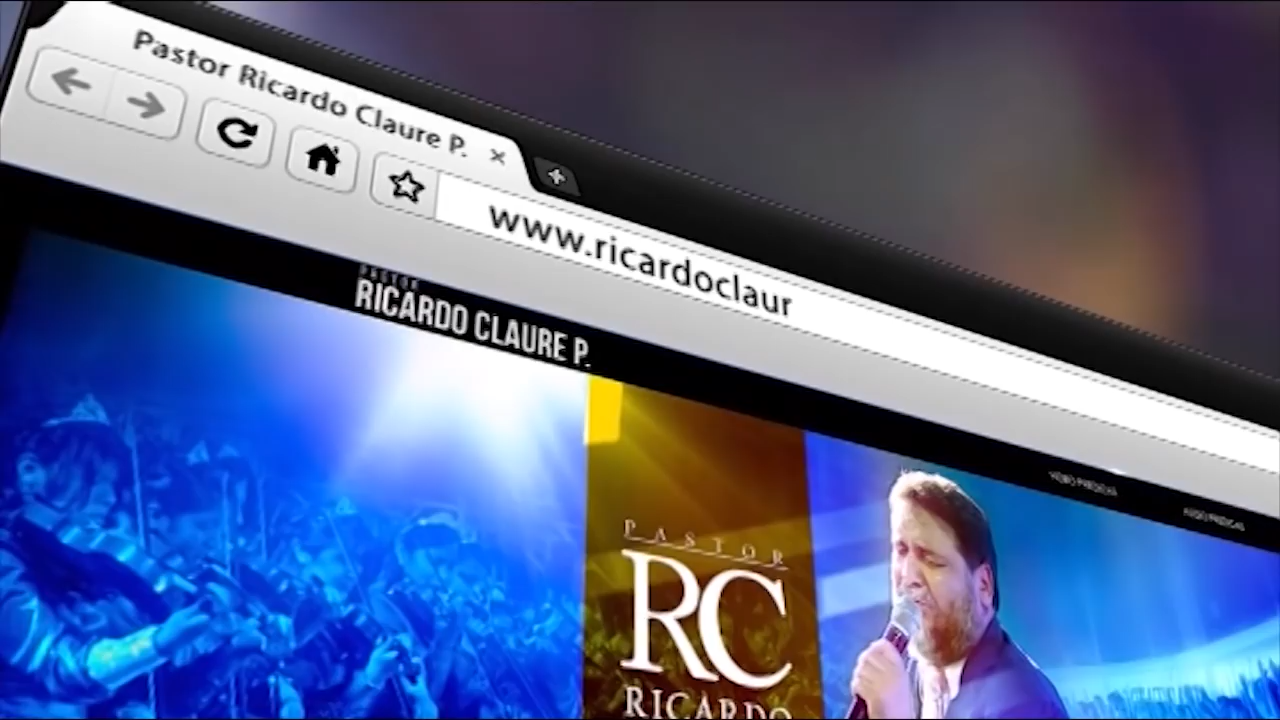 Pastor Ricardo Claure P.
www.ricardoclaur
PASTOR
RICARDO CLAURE P.
PASTOR
RC
RICARDO